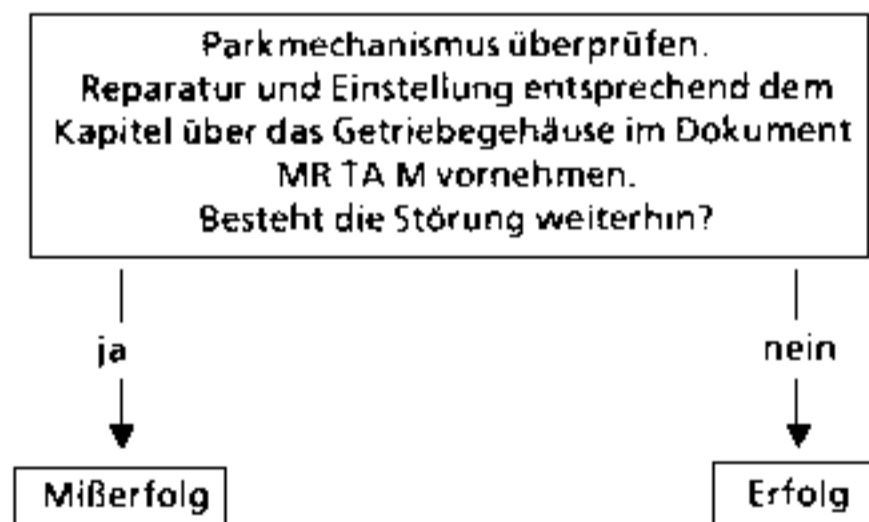 Parkmechanismus überprüfen.
Reparatur und Einstellung entsprechend dem
Kapitel über das Getriebegehäuse im Dokument
MR TA M vornehmen.
Besteht die Störung weiterhin?
ja
nein
Mißerfolg
Erfolg